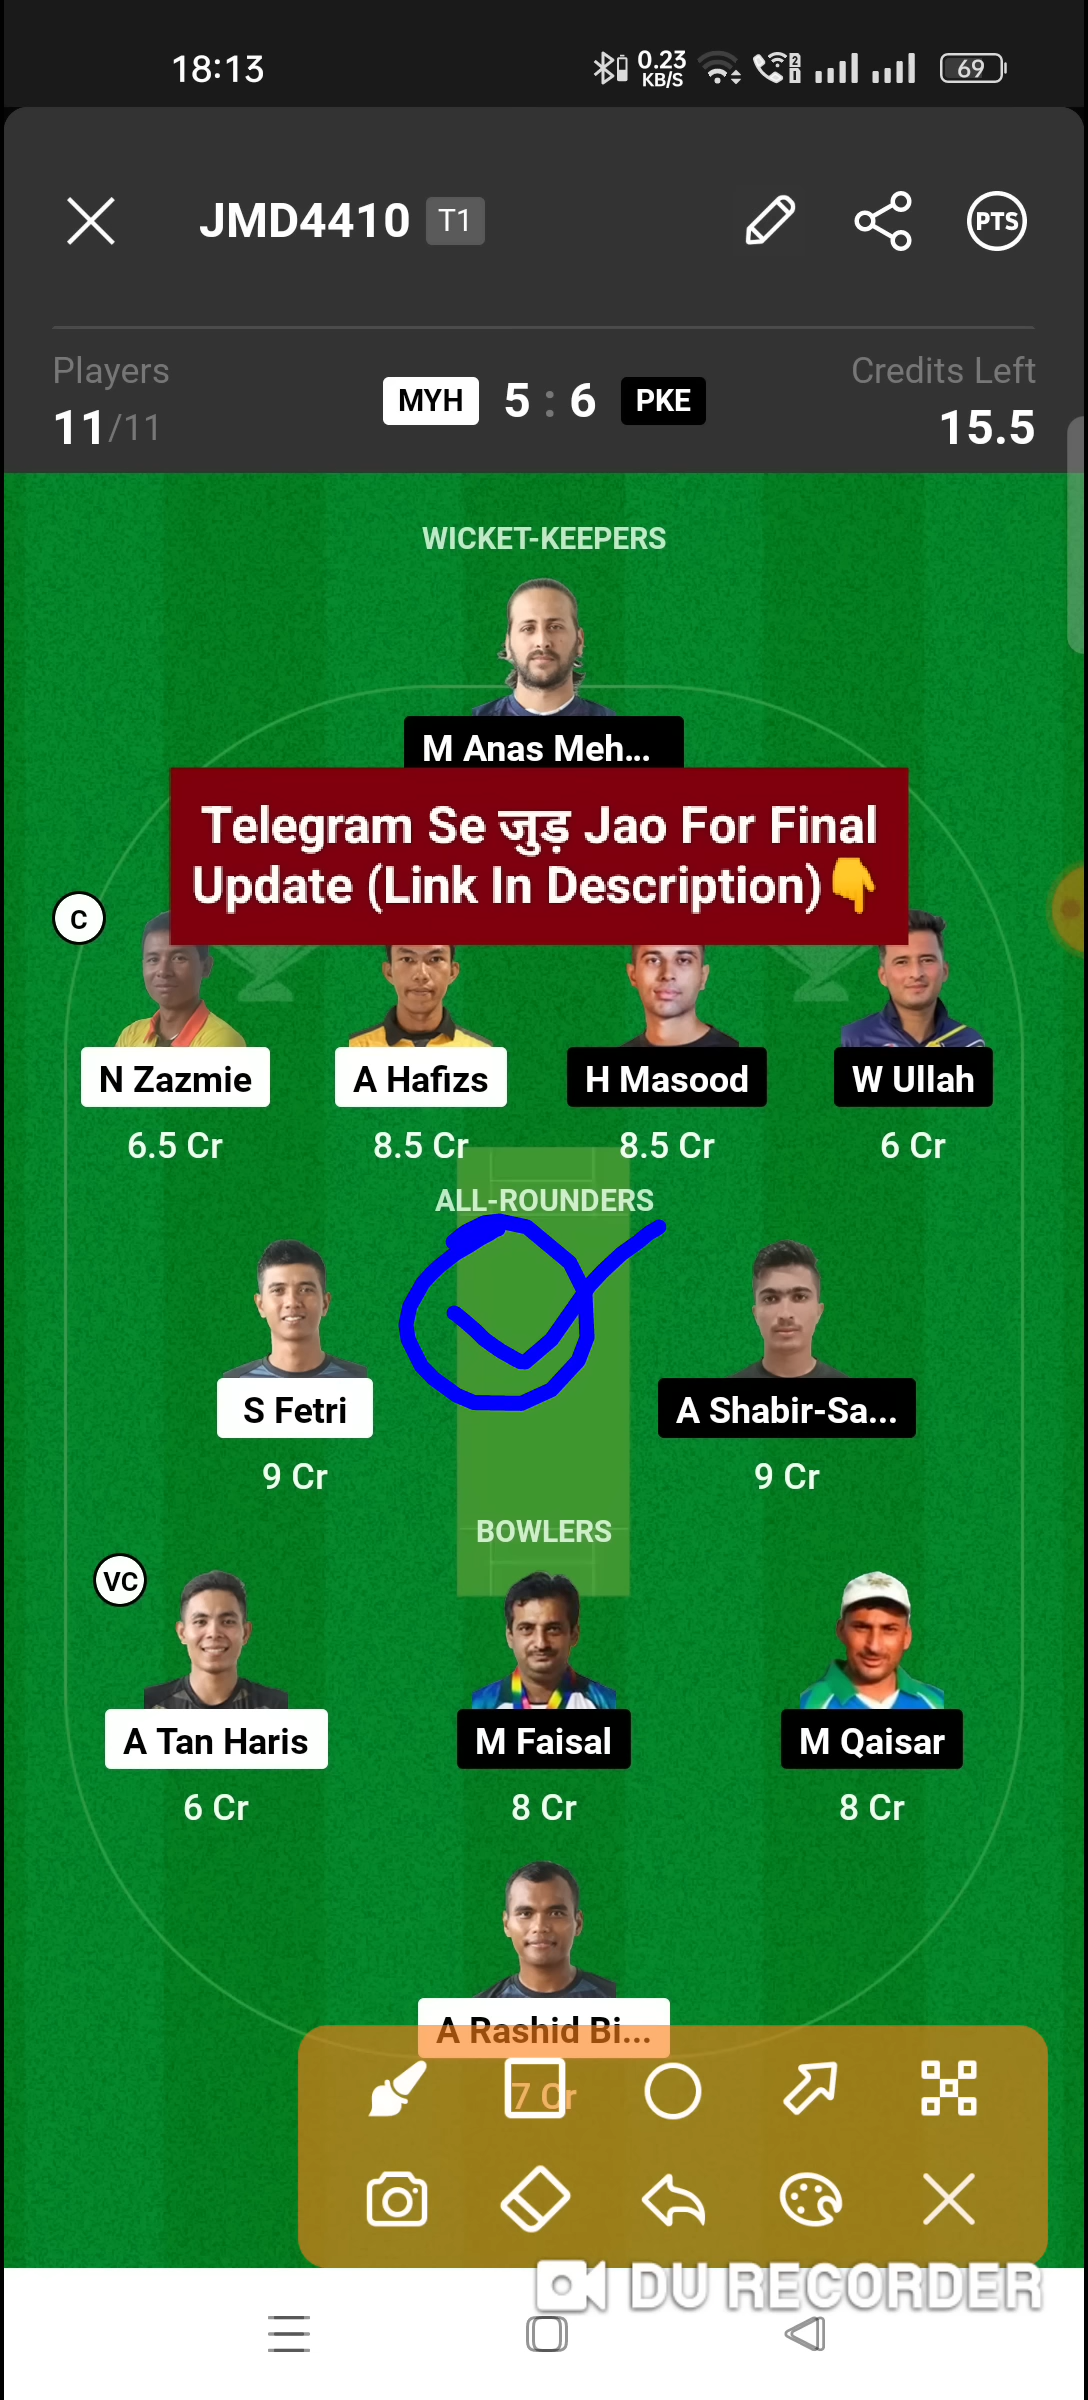 18:13 0.23 KB/S 69
JMD4410 T1 PTS
Players Credits Left
11/11 MYH 5 : 6 PKE 15.5
WICKET-KEEPERS
M Anas Meh...
Telegram Se जुड़ Jao For Final
Update (Link In Description)👇
C
N Zazmie A Hafizs H Masood W Ullah
6.5 Cr 8.5 Cr 8.5 Cr 6 Cr
ALL-ROUNDERS
S Fetri A Shabir-Sa...
9 Cr 9 Cr
BOWLERS
VC
A Tan Haris M Faisal M Qaisar
6 Cr 8 Cr 8 Cr
A Rashid Bi...
7 Cr
DU RECORDER